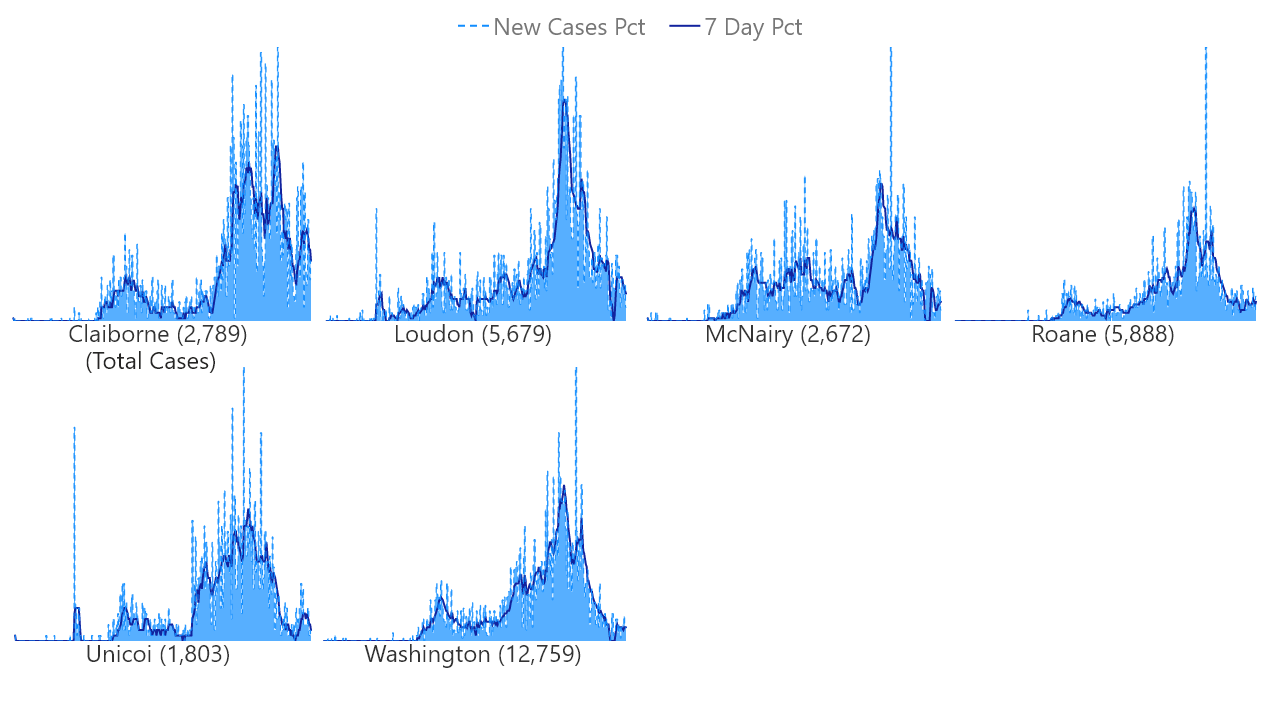 New Cases Pct 7 Day Pct
Claiborne (2,789) Loudon (5,679) McNairy (2,672) Roane (5,888)
(Total Cases)
Unicoi (1,803) Washington (12,759)